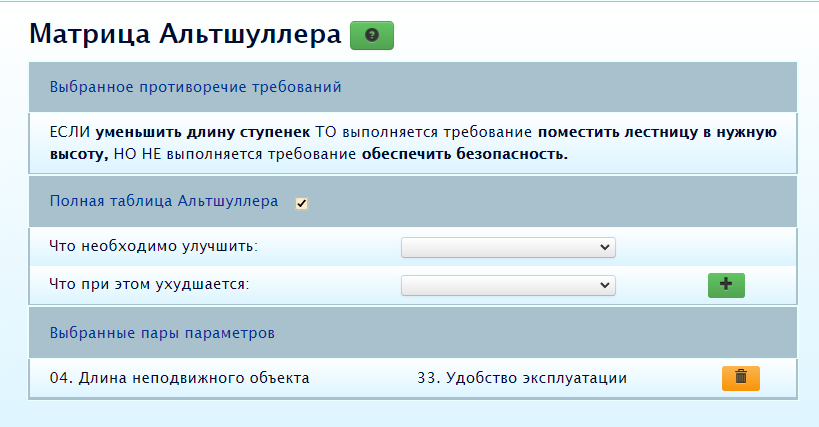 Матрица Альтшуллера
Выбранное противоречие требований
ЕСЛИ уменьшить длину ступенек ТО выполняется требование поместить лестницу в нужную
высоту, НО НЕ выполняется требование обеспечить безопасность.
Полная таблица Альтшуллера
Что необходимо улучшить:
Что при этом ухудшается:
Выбранные пары параметров
04. Длина неподвижного объекта 33. Удобство эксплуатации